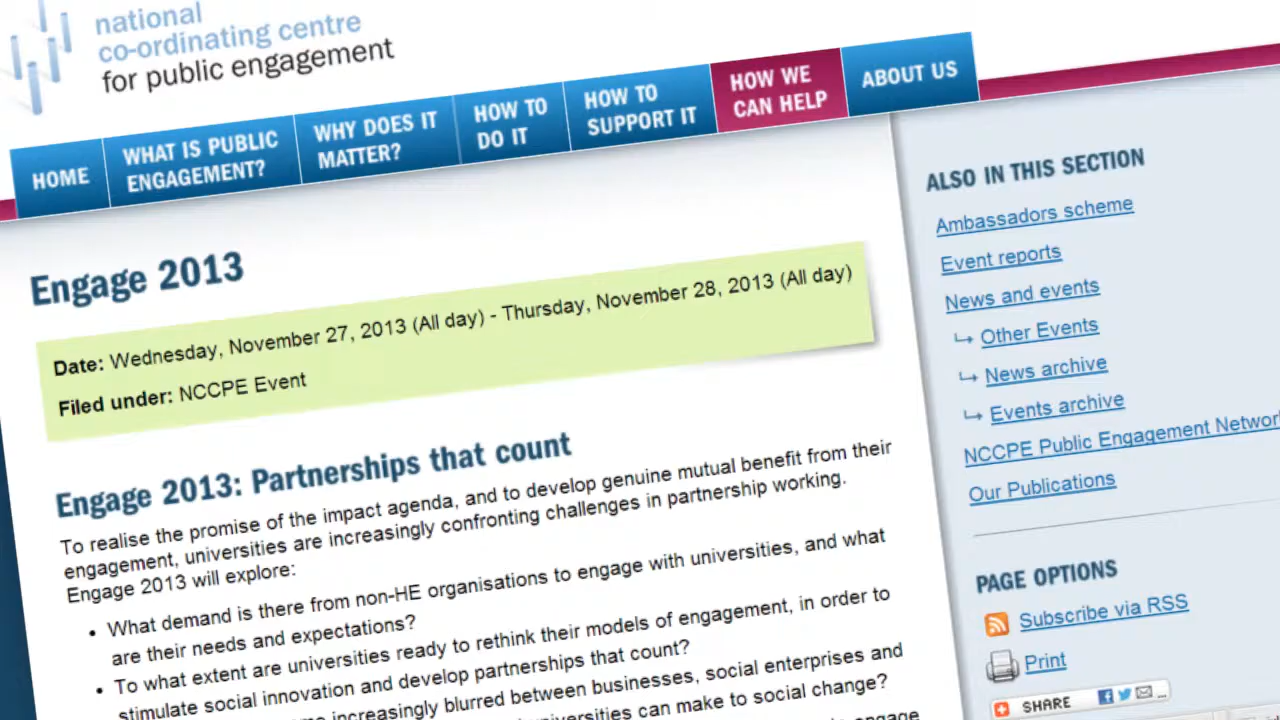 national
co-ordinating centre
for public engagement
HOME
WHAT IS PUBLIC
ENGAGEMENT?
WHY DOES IT
MATTER?
HOW TO
DO IT
HOW TO
SUPPORT IT
HOW WE
CAN HELP
ABOUT US
Engage 2013
Date: Wednesday, November 27, 2013 (All day) - Thursday, November 28, 2013 (All day)
Filed under: NCCPE Event
Engage 2013: Partnerships that count
To realise the promise of the impact agenda, and to develop genuine mutual benefit from their
engagement, universities are increasingly confronting challenges in partnership working.
Engage 2013 will explore:
• What demand is there from non-HE organisations to engage with universities, and what
are their needs and expectations?
• To what extent are universities ready to rethink their models of engagement, in order to
stimulate social innovation and develop partnerships that count?
increasingly blurred between businesses, social enterprises and
universities can make to social change?
engage
ALSO IN THIS SECTION
Ambassadors scheme
Event reports
News and events
↳ Other Events
↳ News archive
↳ Events archive
NCCPE Public Engagement Networ
Our Publications
PAGE OPTIONS
Subscribe via RSS
Print
SHARE ...